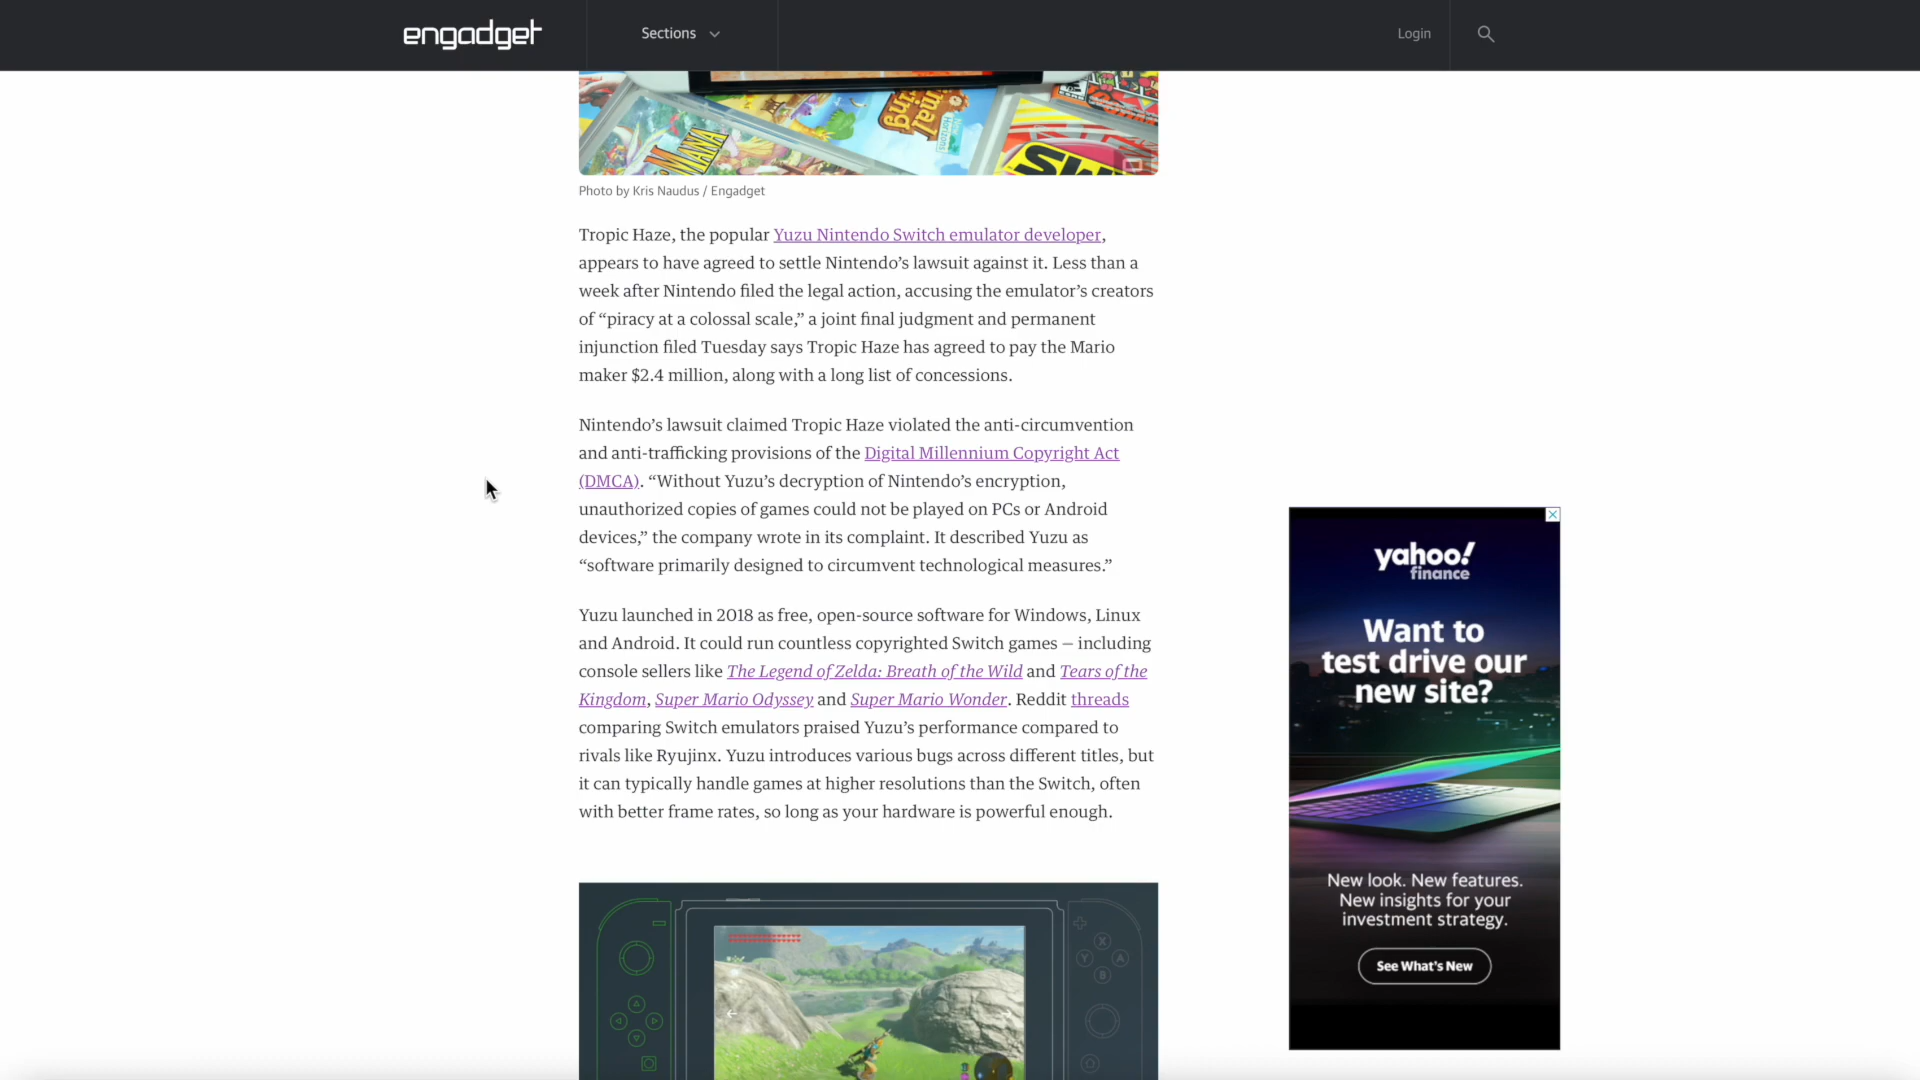 engadget
Sections
Login
MANA
Animal
Horizons
Photo by Kris Naudus / Engadget
Tropic Haze, the popular Yuzu Nintendo Switch emulator developer,
appears to have agreed to settle Nintendo’s lawsuit against it. Less than a
week after Nintendo filed the legal action, accusing the emulator’s creators
of “piracy at a colossal scale,” a joint final judgment and permanent
injunction filed Tuesday says Tropic Haze has agreed to pay the Mario
maker $2.4 million, along with a long list of concessions.
Nintendo’s lawsuit claimed Tropic Haze violated the anti-circumvention
and anti-trafficking provisions of the Digital Millennium Copyright Act
(DMCA). “Without Yuzu’s decryption of Nintendo’s encryption,
unauthorized copies of games could not be played on PCs or Android
devices,” the company wrote in its complaint. It described Yuzu as
“software primarily designed to circumvent technological measures.”
Yuzu launched in 2018 as free, open-source software for Windows, Linux
and Android. It could run countless copyrighted Switch games — including
console sellers like The Legend of Zelda: Breath of the Wild and Tears of the
Kingdom, Super Mario Odyssey and Super Mario Wonder. Reddit threads
comparing Switch emulators praised Yuzu’s performance compared to
rivals like Ryujinx. Yuzu introduces various bugs across different titles, but
it can typically handle games at higher resolutions than the Switch, often
with better frame rates, so long as your hardware is powerful enough.
X
Y A
B
yahoo!
finance
Want to
test drive our
new site?
New look. New features.
New insights for your
investment strategy.
See What’s New